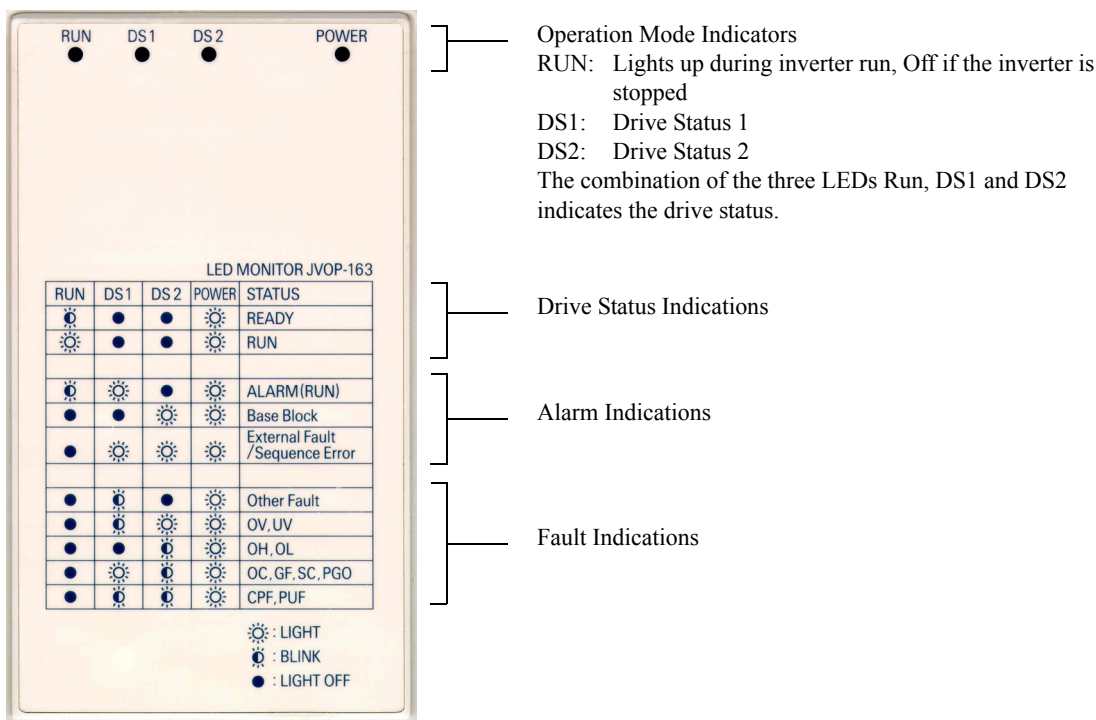 RUN DS1 DS2 POWER
LED MONITOR JVOP-163
RUN DS1 DS2 POWER STATUS
READY
RUN
ALARM(RUN)
Base Block
External Fault
/Sequence Error
Other Fault
OV,UV
OH,OL
OC,GF,SC,PGO
CPF,PUF
: LIGHT
: BLINK
: LIGHT OFF
Operation Mode Indicators
RUN: Lights up during inverter run, Off if the inverter is
stopped
DS1: Drive Status 1
DS2: Drive Status 2
The combination of the three LEDs Run, DS1 and DS2
indicates the drive status.
Drive Status Indications
Alarm Indications
Fault Indications